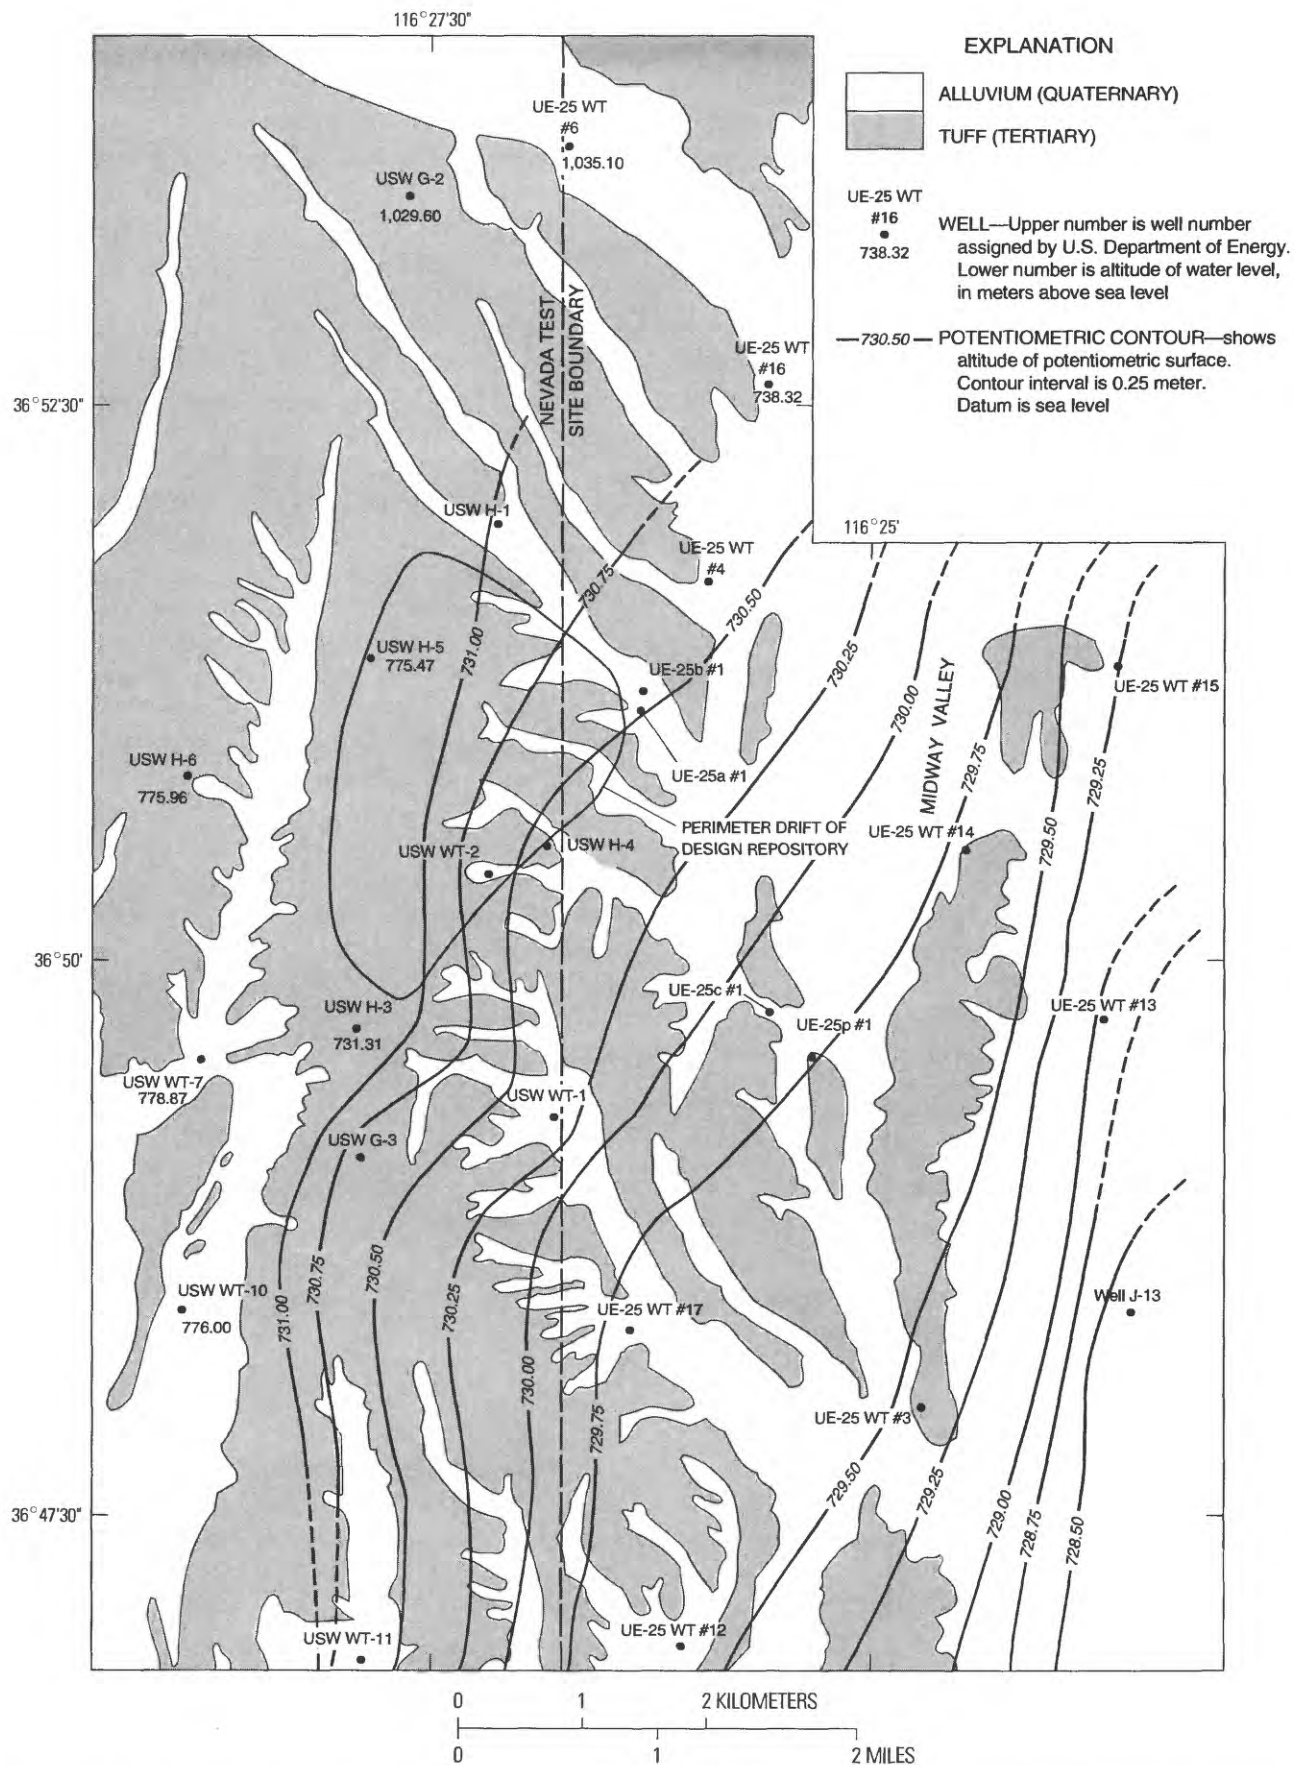 116°27'30"
EXPLANATION
ALLUVIUM (QUATERNARY)
TUFF (TERTIARY)
UE-25 WT
#16
738.32
WELL—Upper number is well number
assigned by U.S. Department of Energy.
Lower number is altitude of water level,
in meters above sea level
—730.50— POTENTIOMETRIC CONTOUR—shows
altitude of potentiometric surface.
Contour interval is 0.25 meter.
Datum is sea level
UE-25 WT
#6
1,035.10
USW G-2
1,029.60
NEVADA TEST
SITE BOUNDARY
UE-25 WT
#16
738.32
36°52'30"
USW H-1
116°25'
UE-25 WT
#4
730.75
730.50
USW H-5
775.47
731.00
730.25
UE-25b #1
UE-25 WT #15
730.00
MIDWAY VALLEY
729.75
729.25
USW H-6
775.96
UE-25a #1
729.50
PERIMETER DRIFT OF
DESIGN REPOSITORY
UE-25 WT #14
USW WT-2
USW H-4
36°50'
USW H-3
731.31
UE-25c #1
UE-25p #1
UE-25 WT #13
USW WT-7
778.87
USW WT-1
USW G-3
USW WT-10
776.00
731.00
730.75
730.50
730.25
730.00
729.75
UE-25 WT #17
Well J-13
UE-25 WT #3
729.50
729.25
729.00
728.75
728.50
36°47'30"
USW WT-11
UE-25 WT #12
0 1 2 KILOMETERS
0 1 2 MILES